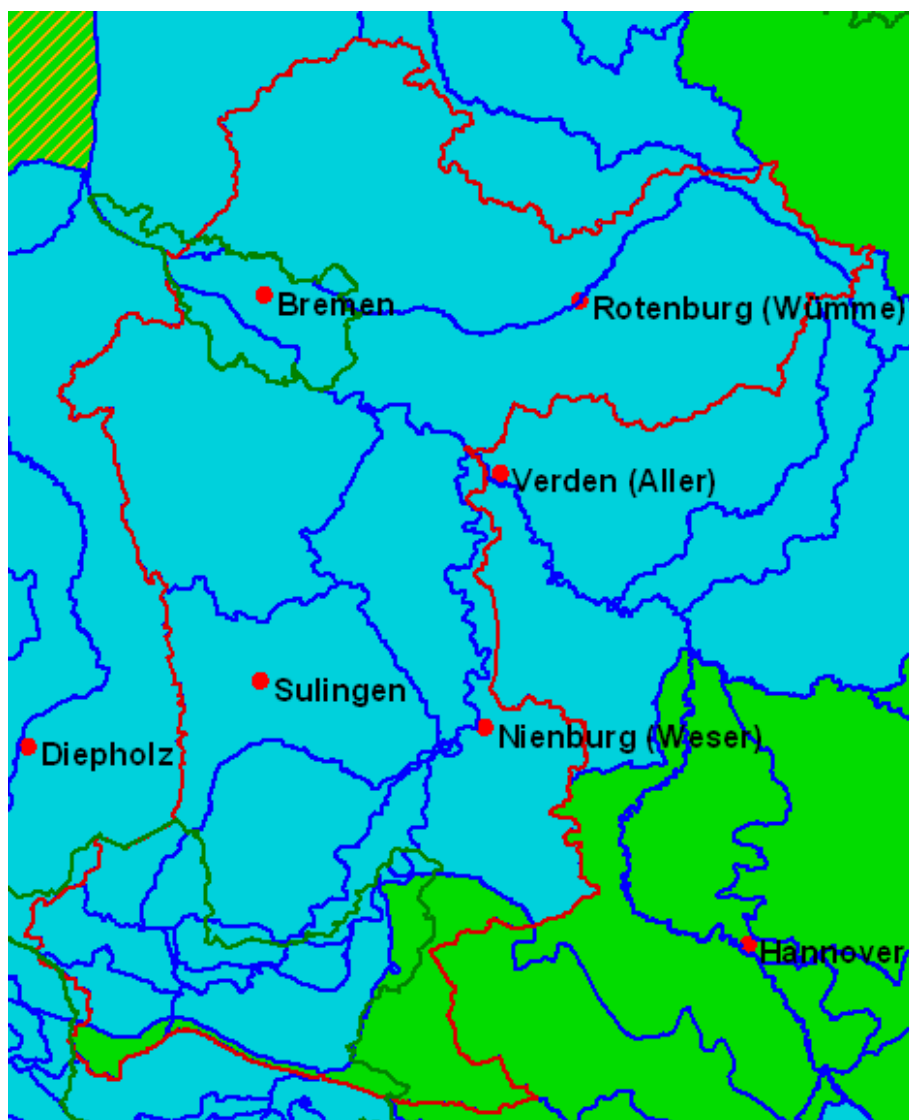 Bremen
Rotenburg (Wümme)
Verden (Aller)
Sulingen
Nienburg (Weser)
Diepholz
Hannover